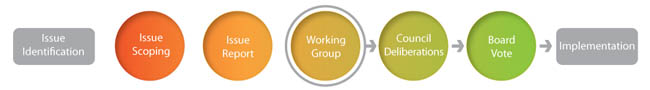 Issue
Identification
Issue
Scoping
Issue
Report
Working
Group
Council
Deliberations
Board
Vote
Implementation